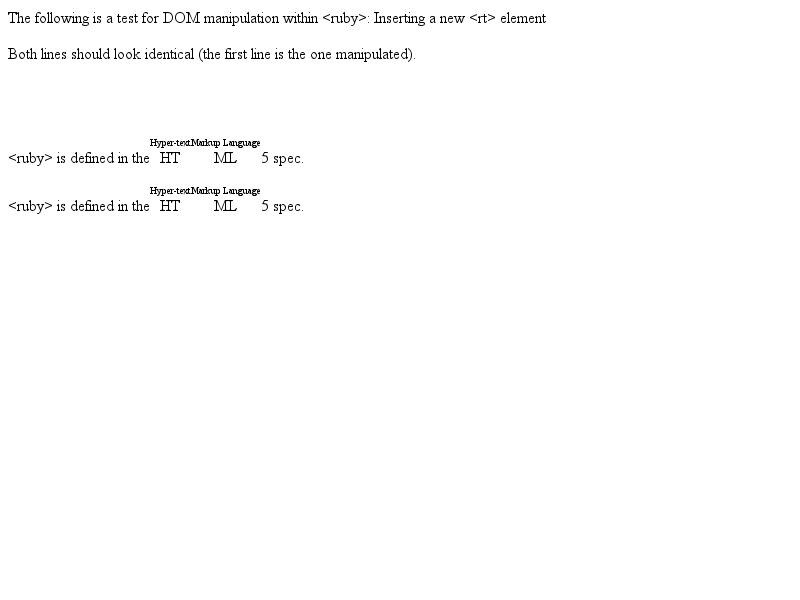 The following is a test for DOM manipulation within <ruby>: Inserting a new <rt> element
Both lines should look identical (the first line is the one manipulated).
Hyper-text Markup Language
<ruby> is defined in the HT ML 5 spec.
Hyper-text Markup Language
<ruby> is defined in the HT ML 5 spec.